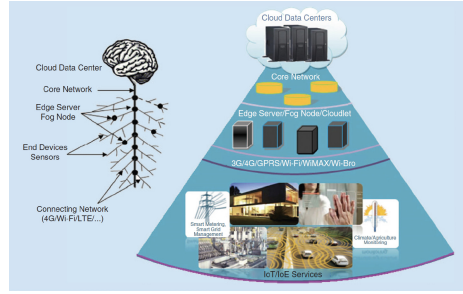 Cloud Data Center
Core Network
Edge Server
Fog Node
End Devices
Sensors
Connecting Network
(4G/Wi-Fi/LTE/...)
Cloud Data Centers
Core Network
Edge Server/Fog Node/Cloudlet
3G/4G/GPRS/Wi-Fi/WiMAX/Wi-Bro
Smart Metering,
Smart Grid
Management
Climate/Agriculture
Monitoring
IoT/IoE Services